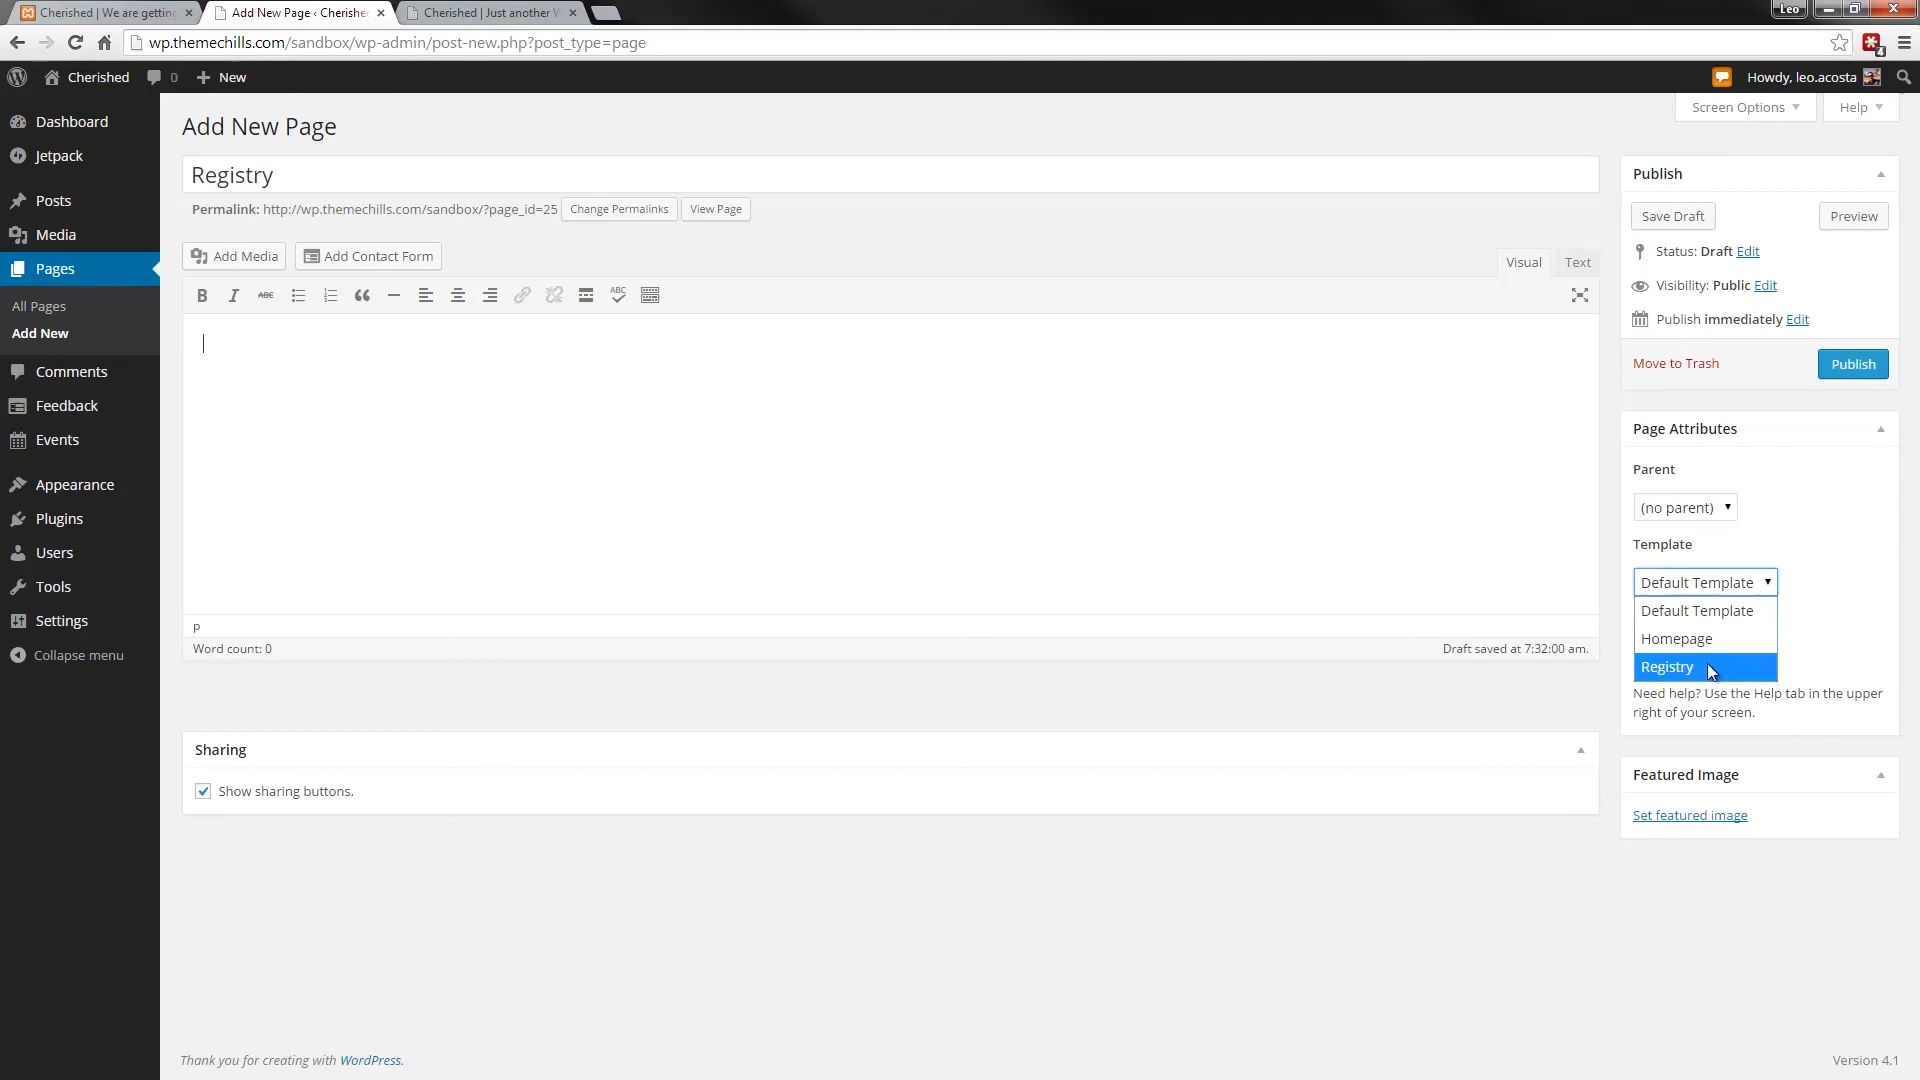 Cherished | We are getting
Add New Page ‹ Cherishe
Cherished | Just another W
Leo
wp.themechills.com/sandbox/wp-admin/post-new.php?post_type=page
4
Cherished
0
New
Howdy, leo.acosta
Screen Options
Help
Dashboard
Jetpack
Posts
Media
Pages
All Pages
Add New
Comments
Feedback
Events
Appearance
Plugins
Users
Tools
Settings
Collapse menu
Add New Page
Registry
Permalink: http://wp.themechills.com/sandbox/?page_id=25
Change Permalinks
View Page
Add Media
Add Contact Form
Visual
Text
B
I
ABC
ABC
p
Word count: 0
Draft saved at 7:32:00 am.
Sharing
Show sharing buttons.
Publish
Save Draft
Preview
Status: Draft Edit
Visibility: Public Edit
Publish immediately Edit
Move to Trash
Publish
Page Attributes
Parent
(no parent)
Template
Default Template
Default Template
Homepage
Registry
Need help? Use the Help tab in the upper
right of your screen.
Featured Image
Set featured image
Thank you for creating with WordPress.
Version 4.1